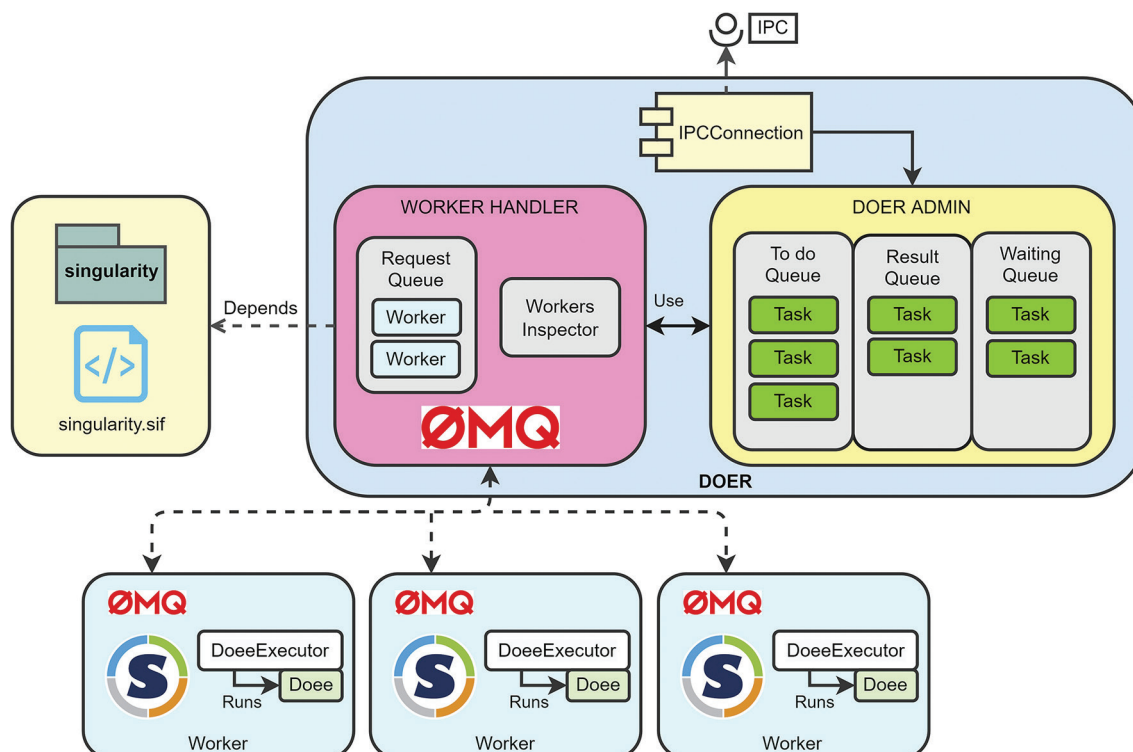 IPC
IPCConnection
WORKER HANDLER
DOER ADMIN
Request
Queue
Worker
Worker
Workers
Inspector
Use
To do
Queue
Task
Task
Task
Result
Queue
Task
Task
Waiting
Queue
Task
Task
singularity
</>
singularity.sif
Depends
ØMQ
DOER
ØMQ
S
DoeeExecutor
Doee
Runs
Worker
ØMQ
S
DoeeExecutor
Doee
Runs
Worker
ØMQ
S
DoeeExecutor
Doee
Runs
Worker